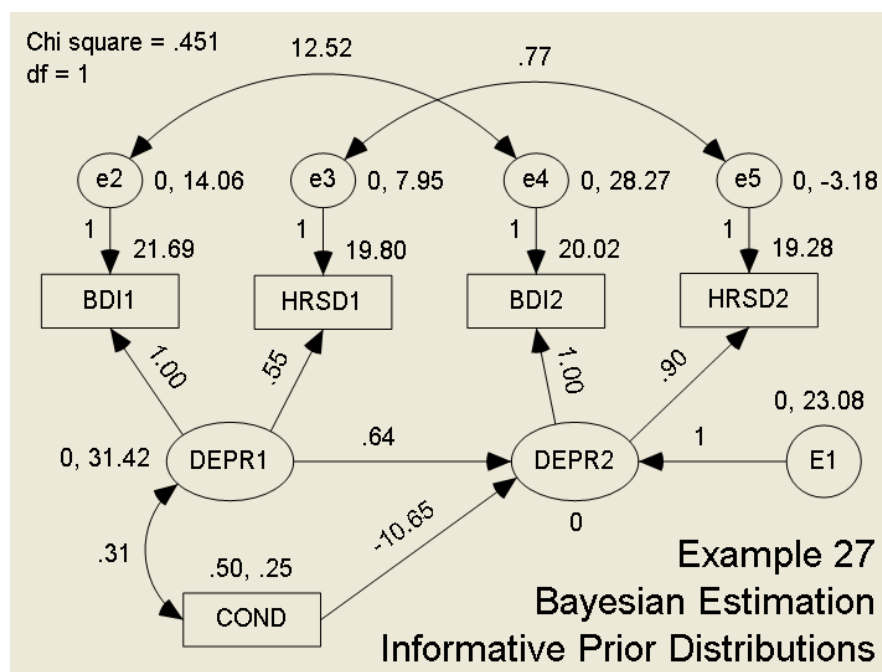 Chi square = .451
df = 1
12.52
.77
e2
0, 14.06
e3
0, 7.95
e4
0, 28.27
e5
0, -3.18
1
21.69
1
19.80
1
20.02
1
19.28
BDI1
HRSD1
BDI2
HRSD2
1.00
.55
1.00
.90
0, 31.42
DEPR1
.64
DEPR2
0
1
0, 23.08
E1
.31
-10.65
.50, .25
COND
Example 27
Bayesian Estimation
Informative Prior Distributions